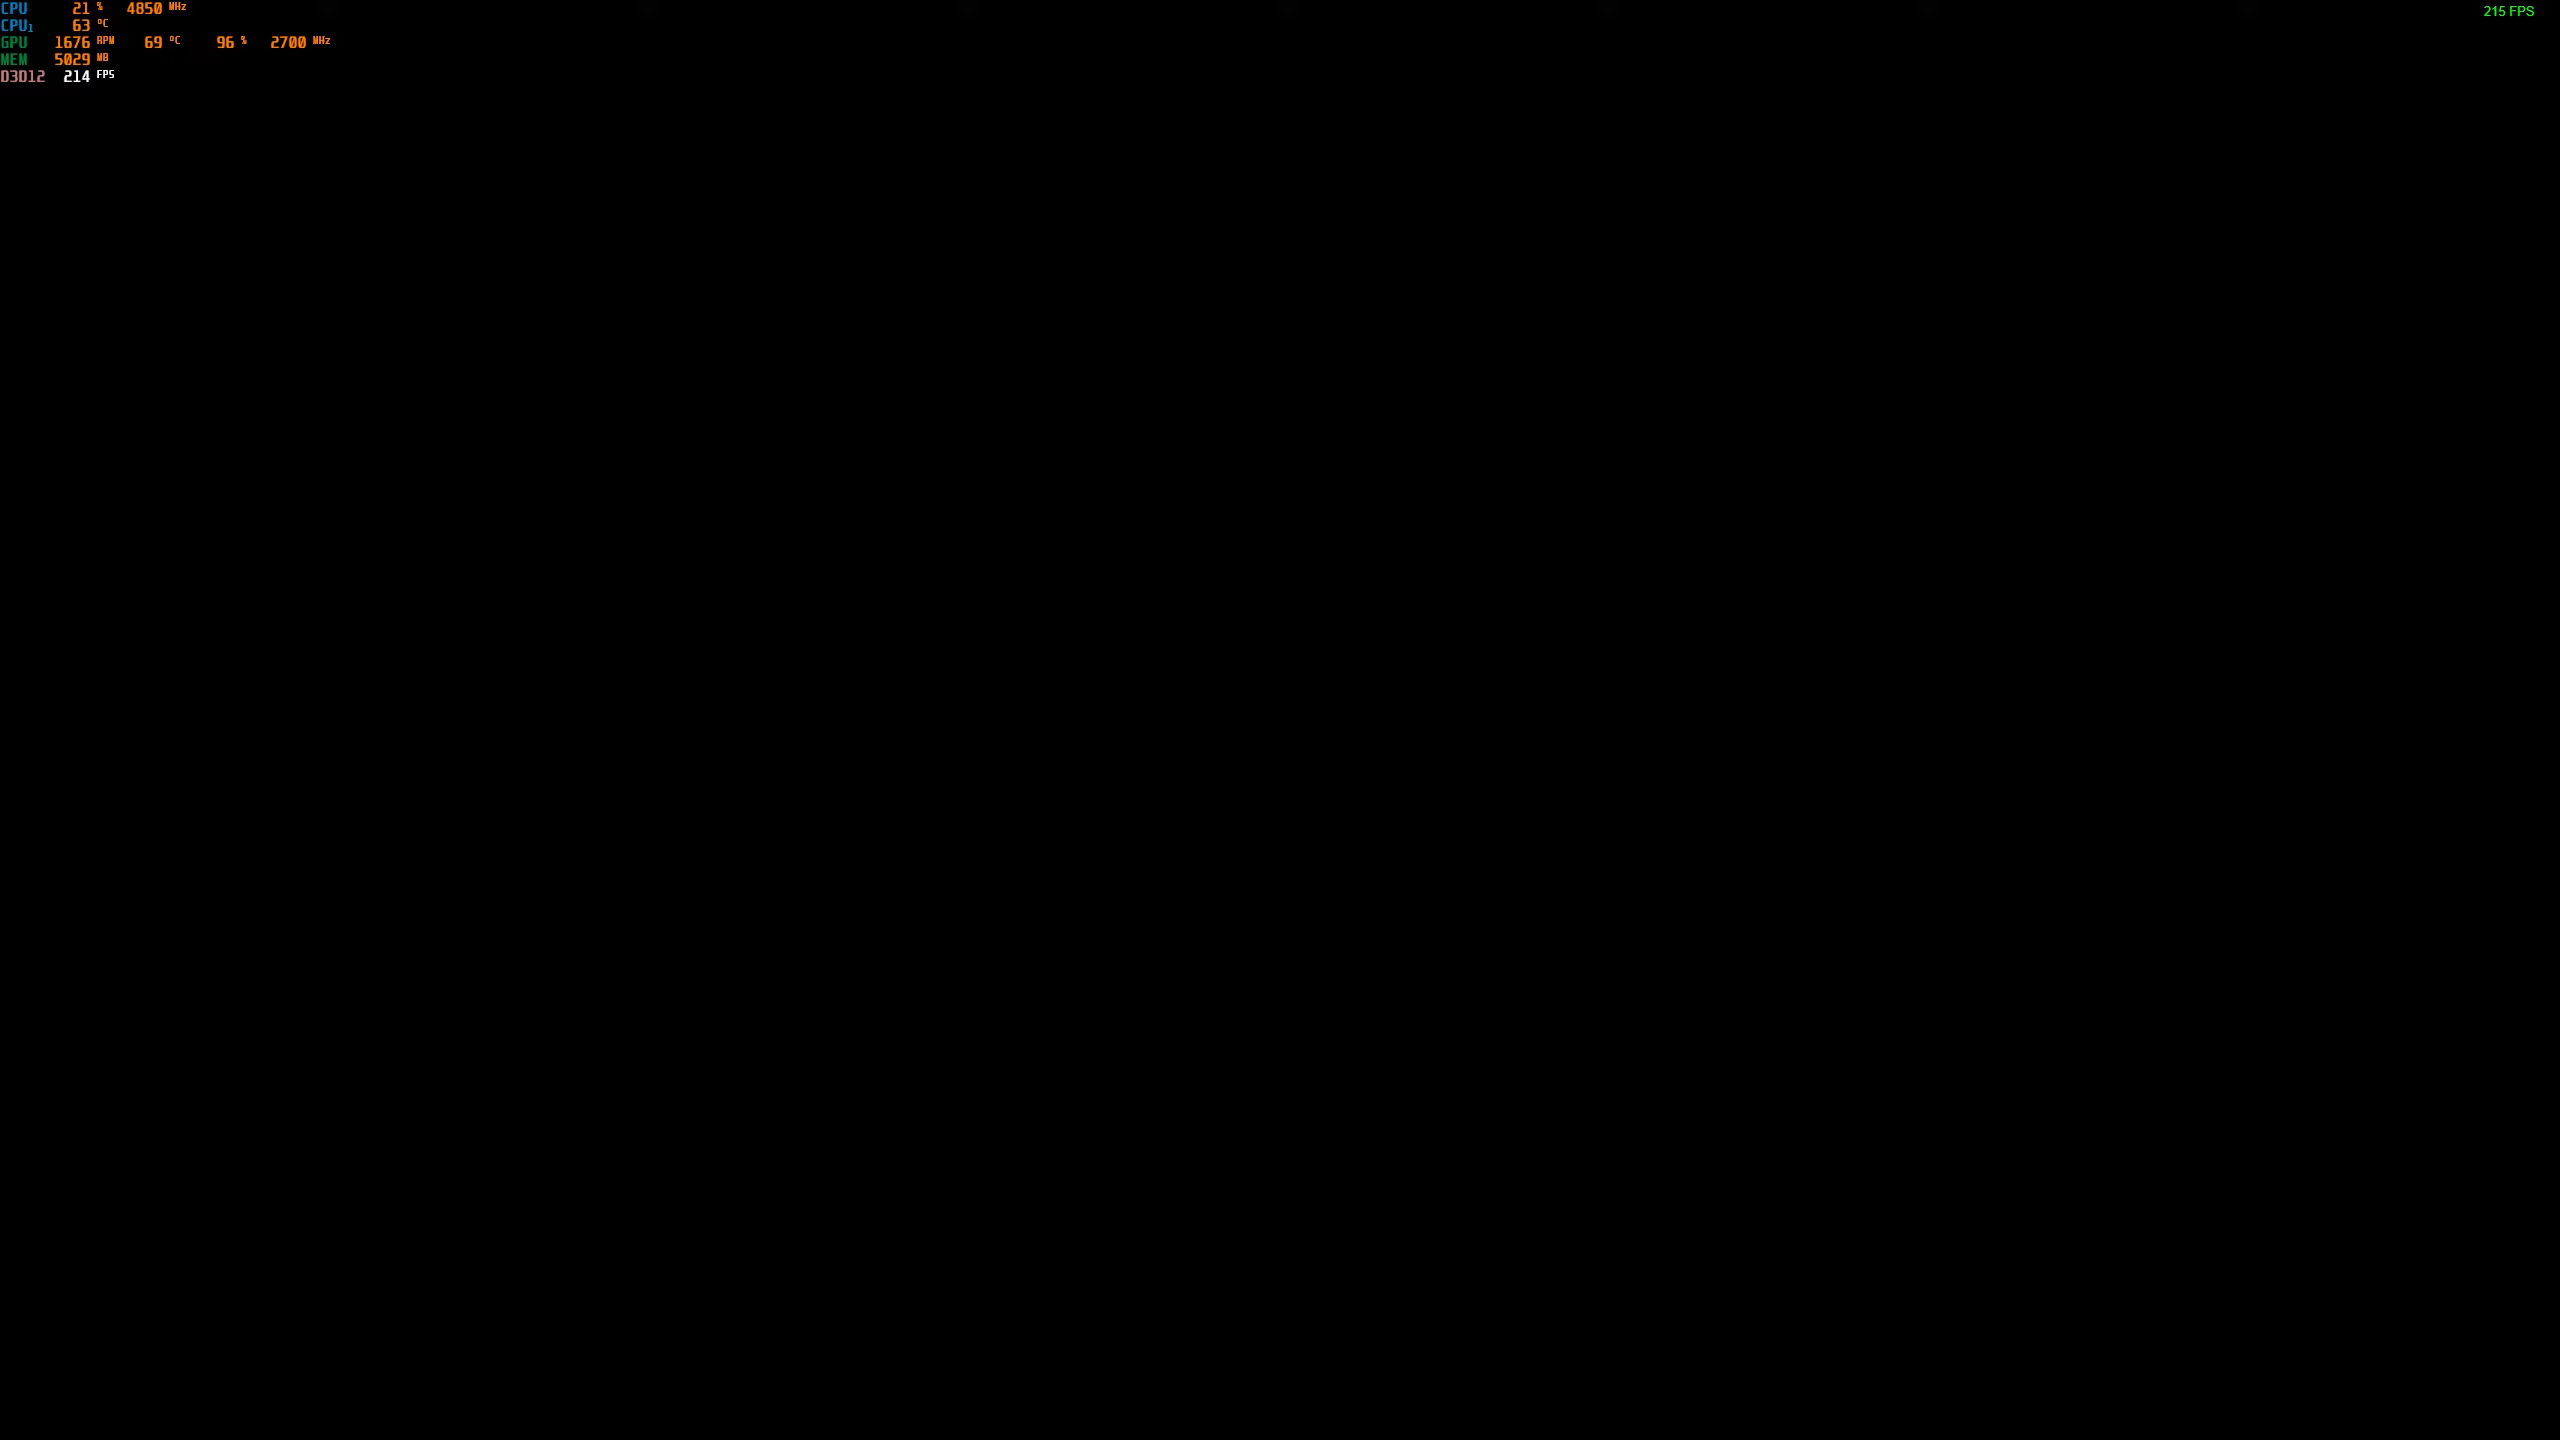 CPU 21 % 4850 MHz
CPU1 63 °C
GPU 1676 RPM 69 °C 96 % 2700 MHz
MEM 5029 MB
D3D12 214 FPS
215 FPS